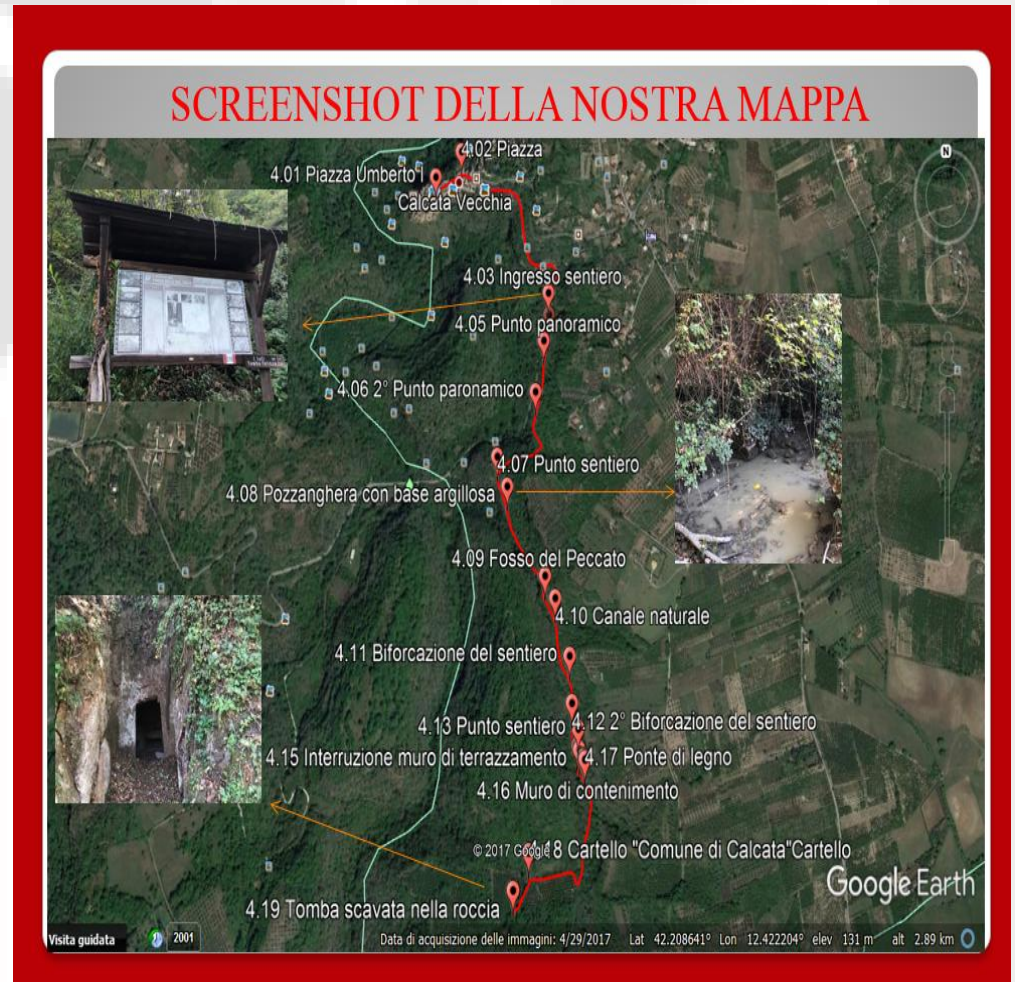 SCREENSHOT DELLA NOSTRA MAPPA
4.02 Piazza
4.01 Piazza Umberto I
Calcata Vecchia
N
4.03 Ingresso sentiero
4.05 Punto panoramico
4.06 2° Punto paronamico
4.07 Punto sentiero
4.08 Pozzanghera con base argillosa
4.09 Fosso del Peccato
4.10 Canale naturale
4.11 Biforcazione del sentiero
4.13 Punto sentiero
4.12 2° Biforcazione del sentiero
4.15 Interruzione muro di terrazzamento
4.17 Ponte di legno
4.16 Muro di contenimento
© 2017 Google
4.18 Cartello "Comune di Calcata"Cartello
Google Earth
4.19 Tomba scavata nella roccia
Visita guidata
2001
Data di acquisizione delle immagini: 4/29/2017 Lat 42.208641° Lon 12.422204° elev 131 m alt 2.89 km